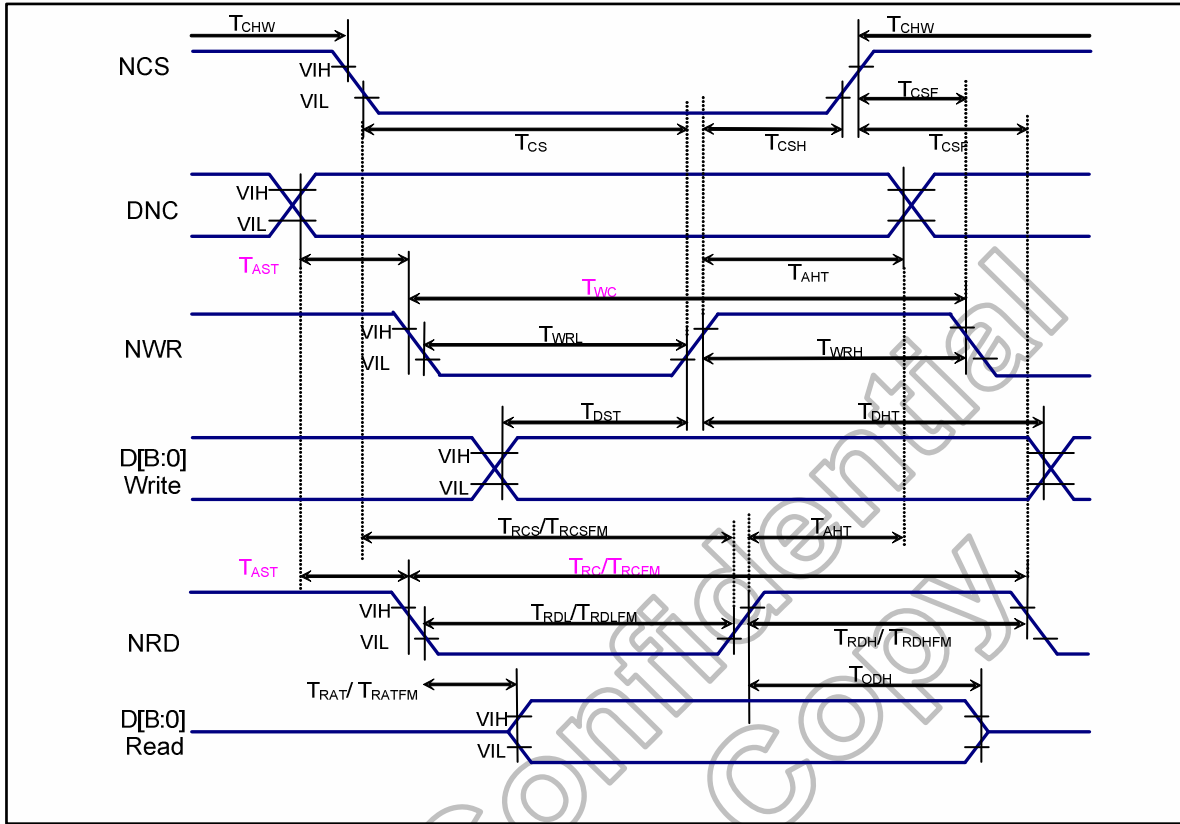 TCHW TCHW
NCS
VIH
VIL
TCSF
TCS TCSH TCSF
DNC
VIH
VIL
TAST TAHT
TWC
NWR
VIH
VIL
TWRL TWRH
TDST TDHT
D[B:0]
Write
VIH
VIL
TRCS/TRCSFM TAHT
TAST TRC/TRCFM
NRD
VIH
VIL
TRDL/TRDLFM TRDH/ TRDHFM
TRAT/ TRATFM TODH
D[B:0]
Read
VIH
VIL
Confidential
Copy